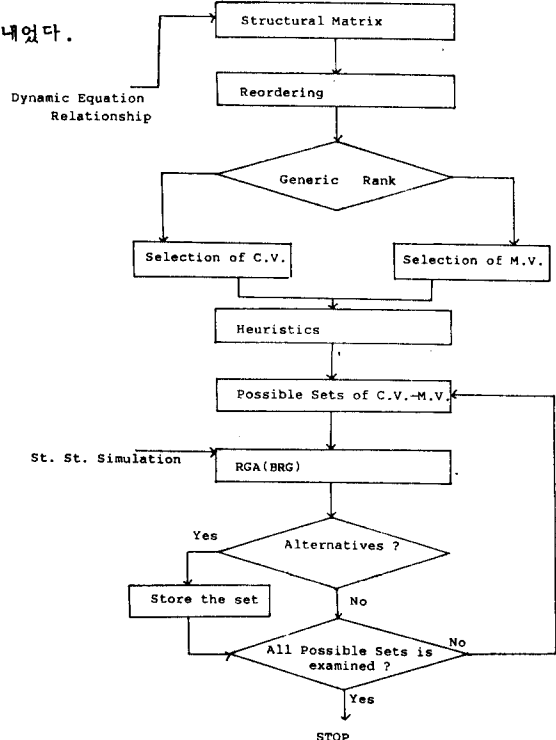 내었다.
Structural Matrix
Dynamic Equation
Relationship
Reordering
Generic Rank
Selection of C.V.
Selection of M.V.
Heuristics
Possible Sets of C.V.-M.V.
St. St. Simulation
RGA(BRG)
Yes
Alternatives ?
Store the set
No
All Possible Sets is
examined ?
No
Yes
STOP